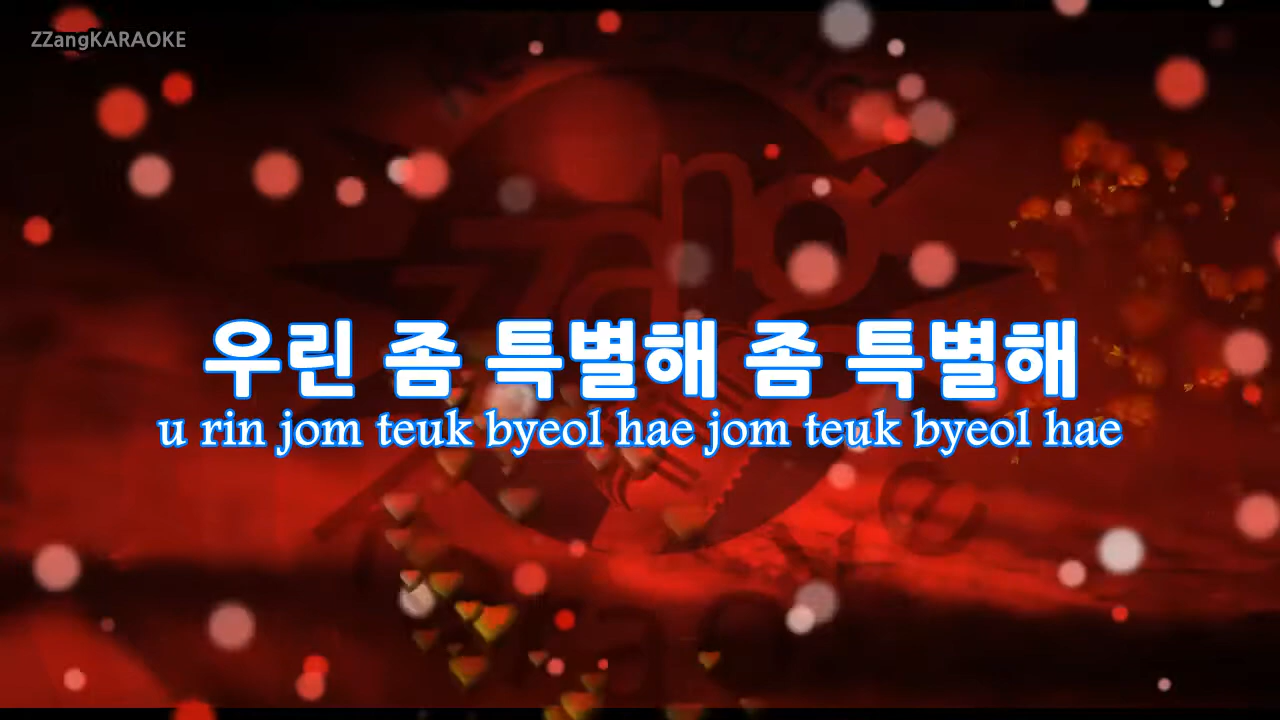 ZZangKARAOKE
zzang
우린 좀 특별해 좀 특별해
u rin jom teuk byeol hae jom teuk byeol hae